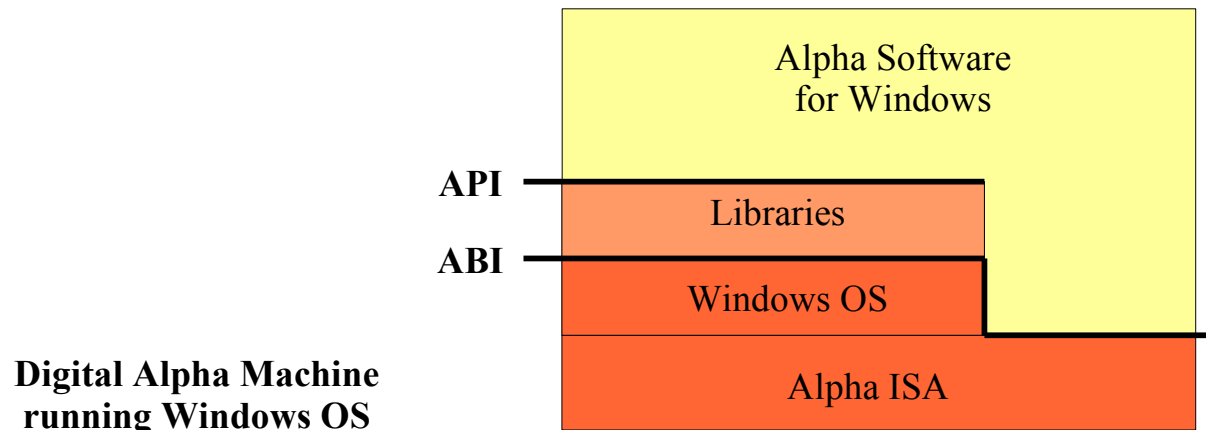 Alpha Software
for Windows
API
Libraries
ABI
Windows OS
Digital Alpha Machine
running Windows OS
Alpha ISA